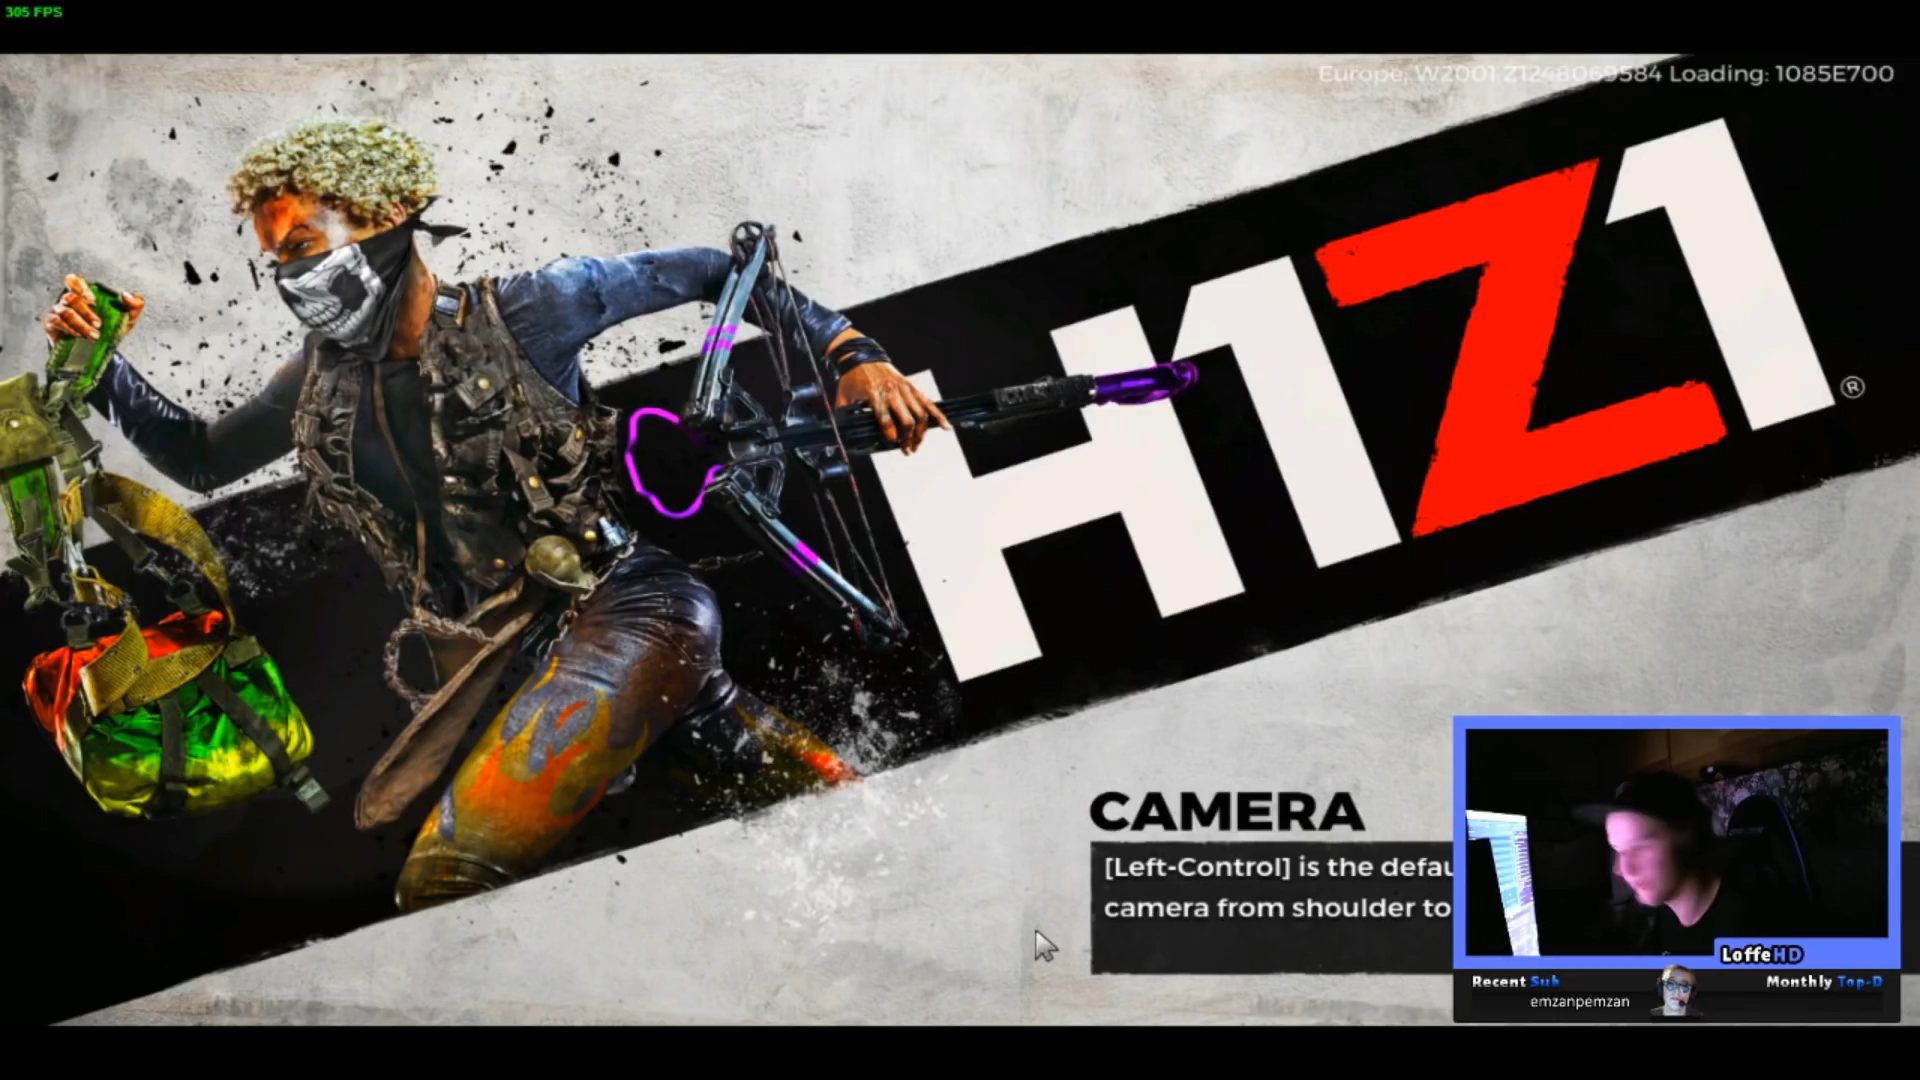 305 FPS
Europe, W2001 Z1248069584 Loading: 1085E700
H1Z1®
CAMERA
[Left-Control] is the defau
camera from shoulder to
LoffeHD
Recent Sub
Monthly Top-D
emzanpemzan